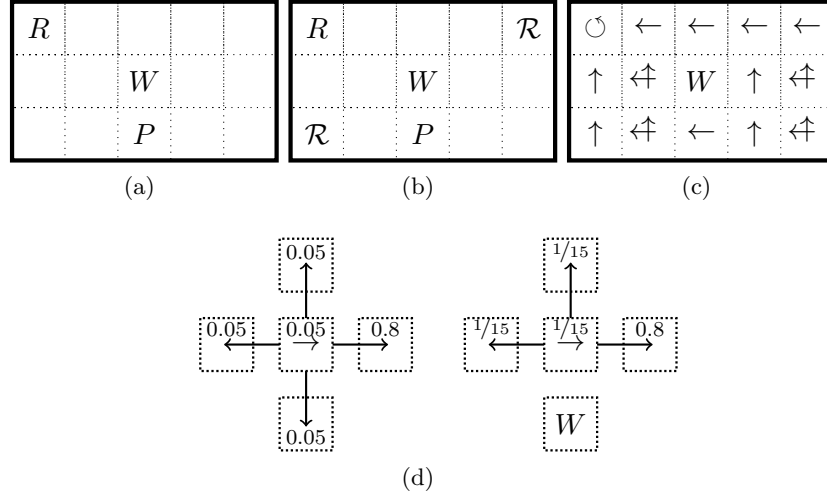 R R ℛ ↺ ← ← ← ←
W W ↑ ↑← W ↑ ↑←
P ℛ P ↑ ↑← ← ↑ ↑←
(a) (b) (c)
0.05 1/15
0.05 0.05 0.8 1/15 1/15 0.8
→ →
0.05 W
(d)